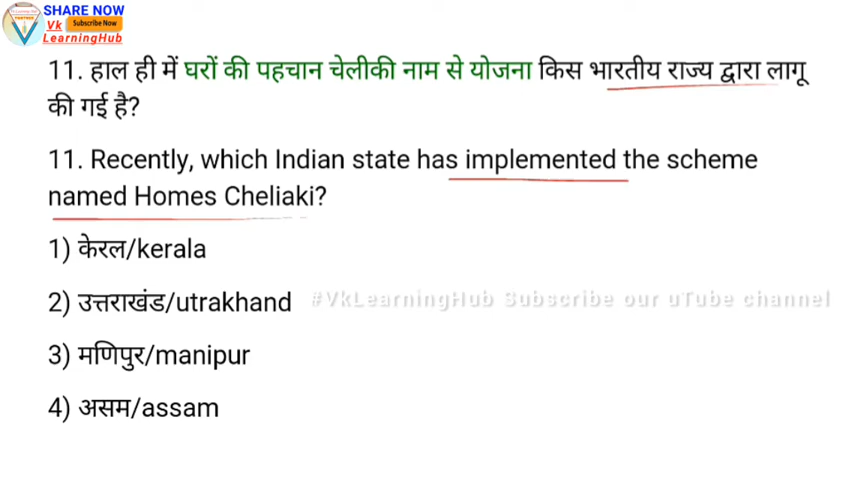 SHARE NOW
Vk Subscribe Now
LearningHub
11. हाल ही में घरों की पहचान चेलीकी नाम से योजना किस भारतीय राज्य द्वारा लागू
की गई है?
11. Recently, which Indian state has implemented the scheme
named Homes Cheliaki?
1) केरल/kerala
2) उत्तराखंड/utrakhand
#VkLearningHub Subscribe our uTube channel
3) मणिपुर/manipur
4) असम/assam